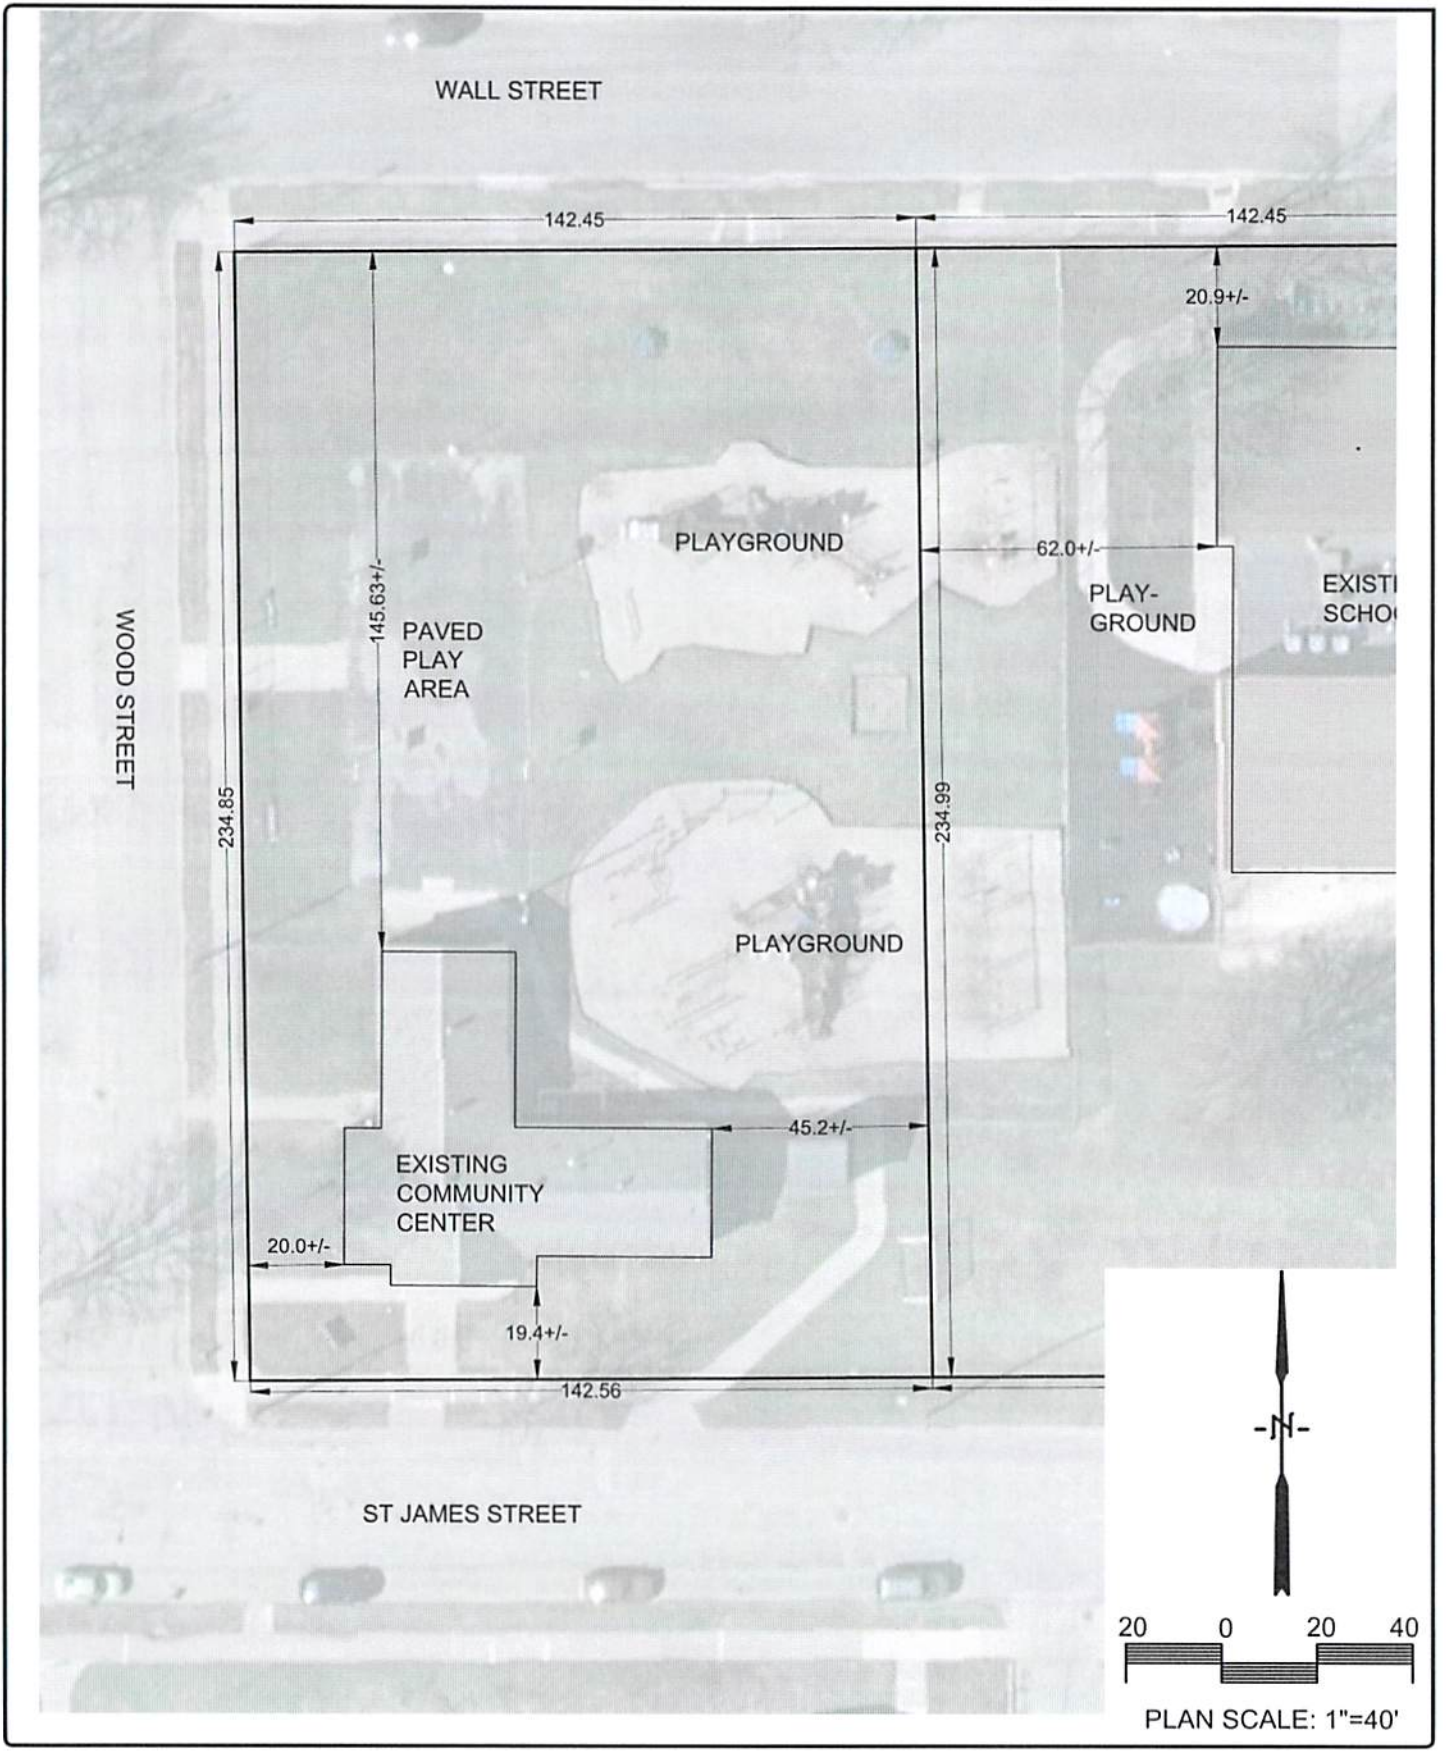 WALL STREET
142.45
142.45
20.9+/-
PLAYGROUND
62.0+/-
145.63+/-
PAVED
PLAY
AREA
PLAY-
GROUND
EXISTI
SCHO
WOOD STREET
234.85
234.99
PLAYGROUND
45.2+/-
EXISTING
COMMUNITY
CENTER
20.0+/-
19.4+/-
142.56
-N-
ST JAMES STREET
20 0 20 40
PLAN SCALE: 1"=40'